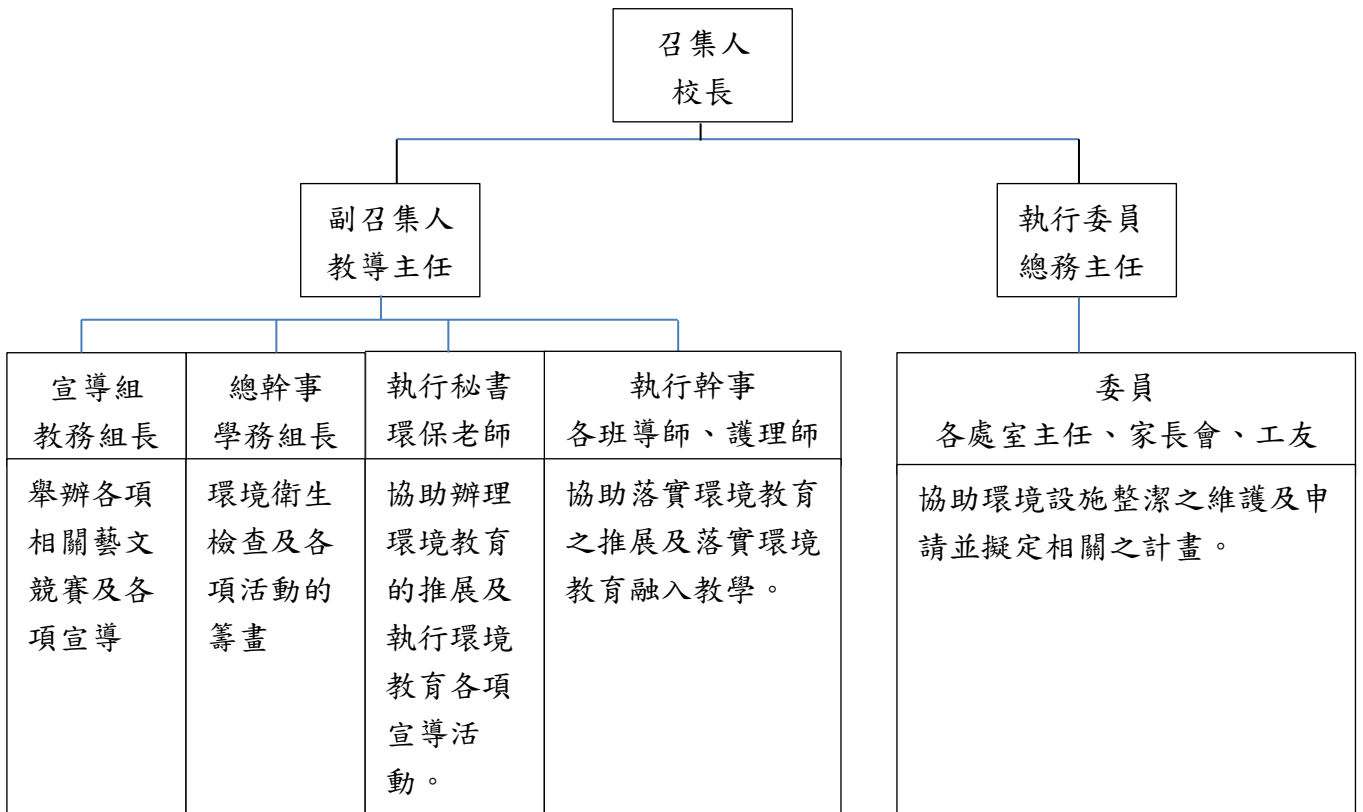 召集人
校長
副召集人
教導主任
執行委員
總務主任
宣導組
教務組長
總幹事
學務組長
執行秘書
環保老師
執行幹事
各班導師、護理師
委員
各處室主任、家長會、工友
舉辦各項
相關藝文
競賽及各
項宣導
環境衛生
檢查及各
項活動的
籌畫
協助辦理
環境教育
的推展及
執行環境
教育各項
宣導活
動。
協助落實環境教育
之推展及落實環境
教育融入教學。
協助環境設施整潔之維護及申
請並擬定相關之計畫。